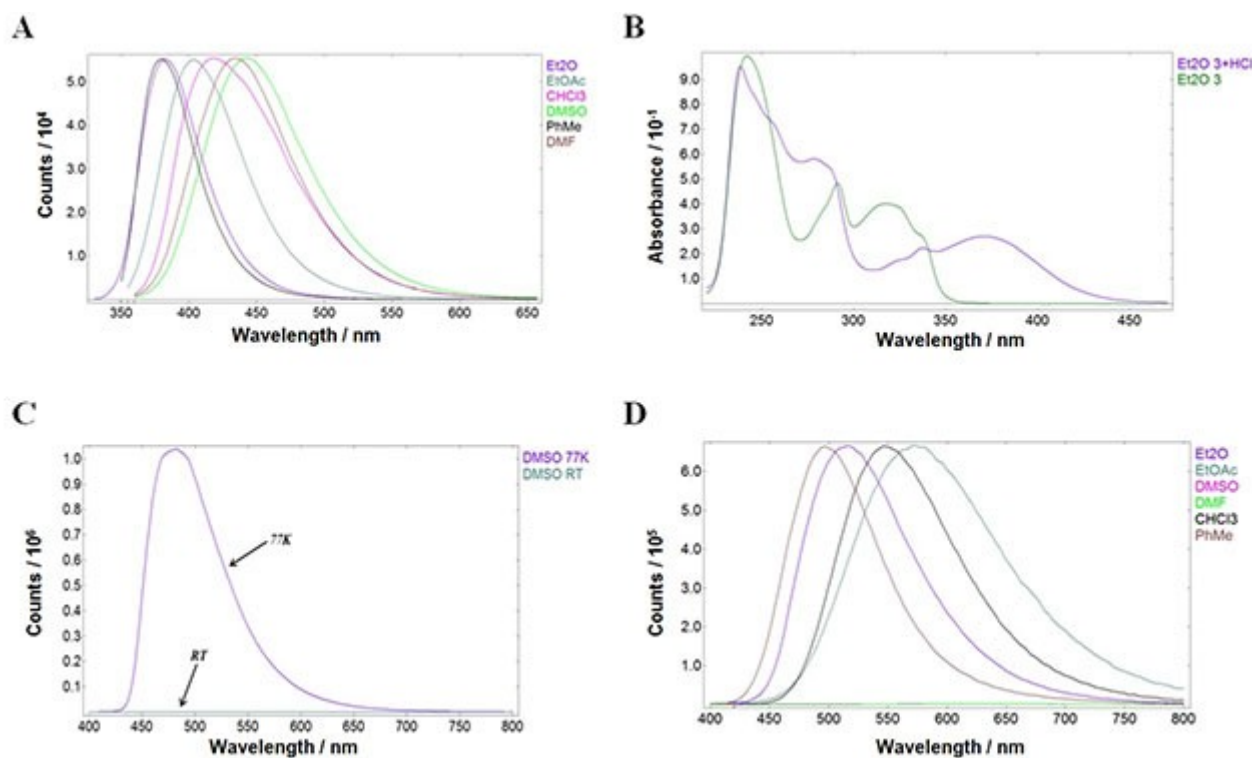 A
Counts / 10⁴
5.0
4.0
3.0
2.0
1.0
350
400
450
500
550
600
650
Wavelength / nm
Et2O
EtOAc
CHCl3
DMSO
PhMe
DMF
B
Absorbance / 10⁻¹
9.0
8.0
7.0
6.0
5.0
4.0
3.0
2.0
1.0
250
300
350
400
450
Wavelength / nm
Et2O 3+HCl
Et2O 3
C
Counts / 10⁶
1.0
0.9
0.8
0.7
0.6
0.5
0.4
0.3
0.2
0.1
77K
RT
400
450
500
550
600
650
700
750
800
Wavelength / nm
DMSO 77K
DMSO RT
D
Counts / 10⁵
6.0
5.0
4.0
3.0
2.0
1.0
400
450
500
550
600
650
700
750
800
Wavelength / nm
Et2O
EtOAc
DMSO
DMF
CHCl3
PhMe